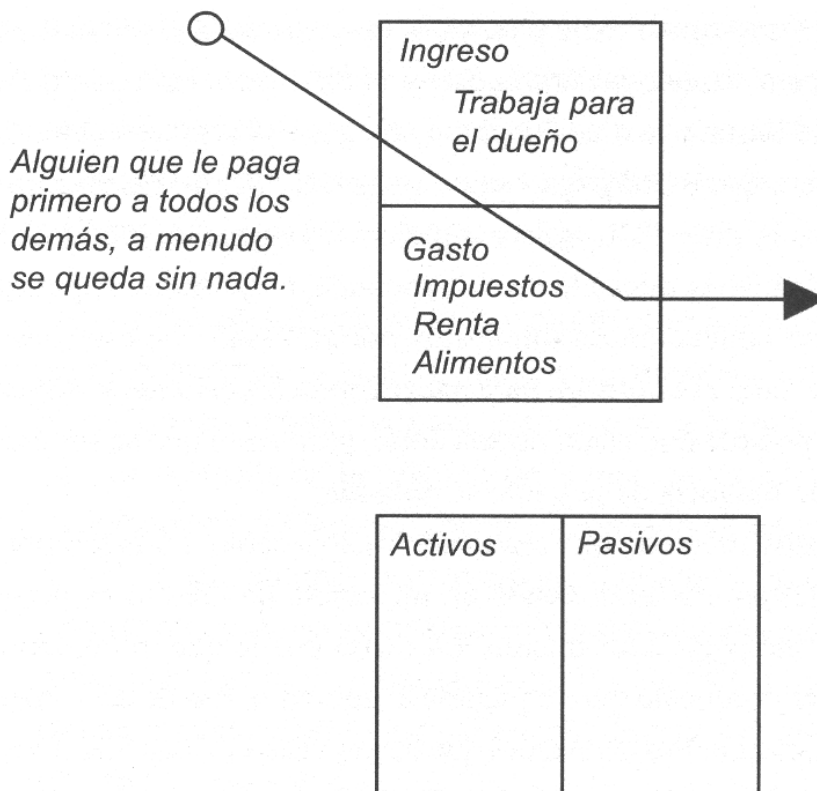 Ingreso
Trabaja para
el dueño
Alguien que le paga
primero a todos los
demás, a menudo
se queda sin nada.
Gasto
Impuestos
Renta
Alimentos
Activos
Pasivos